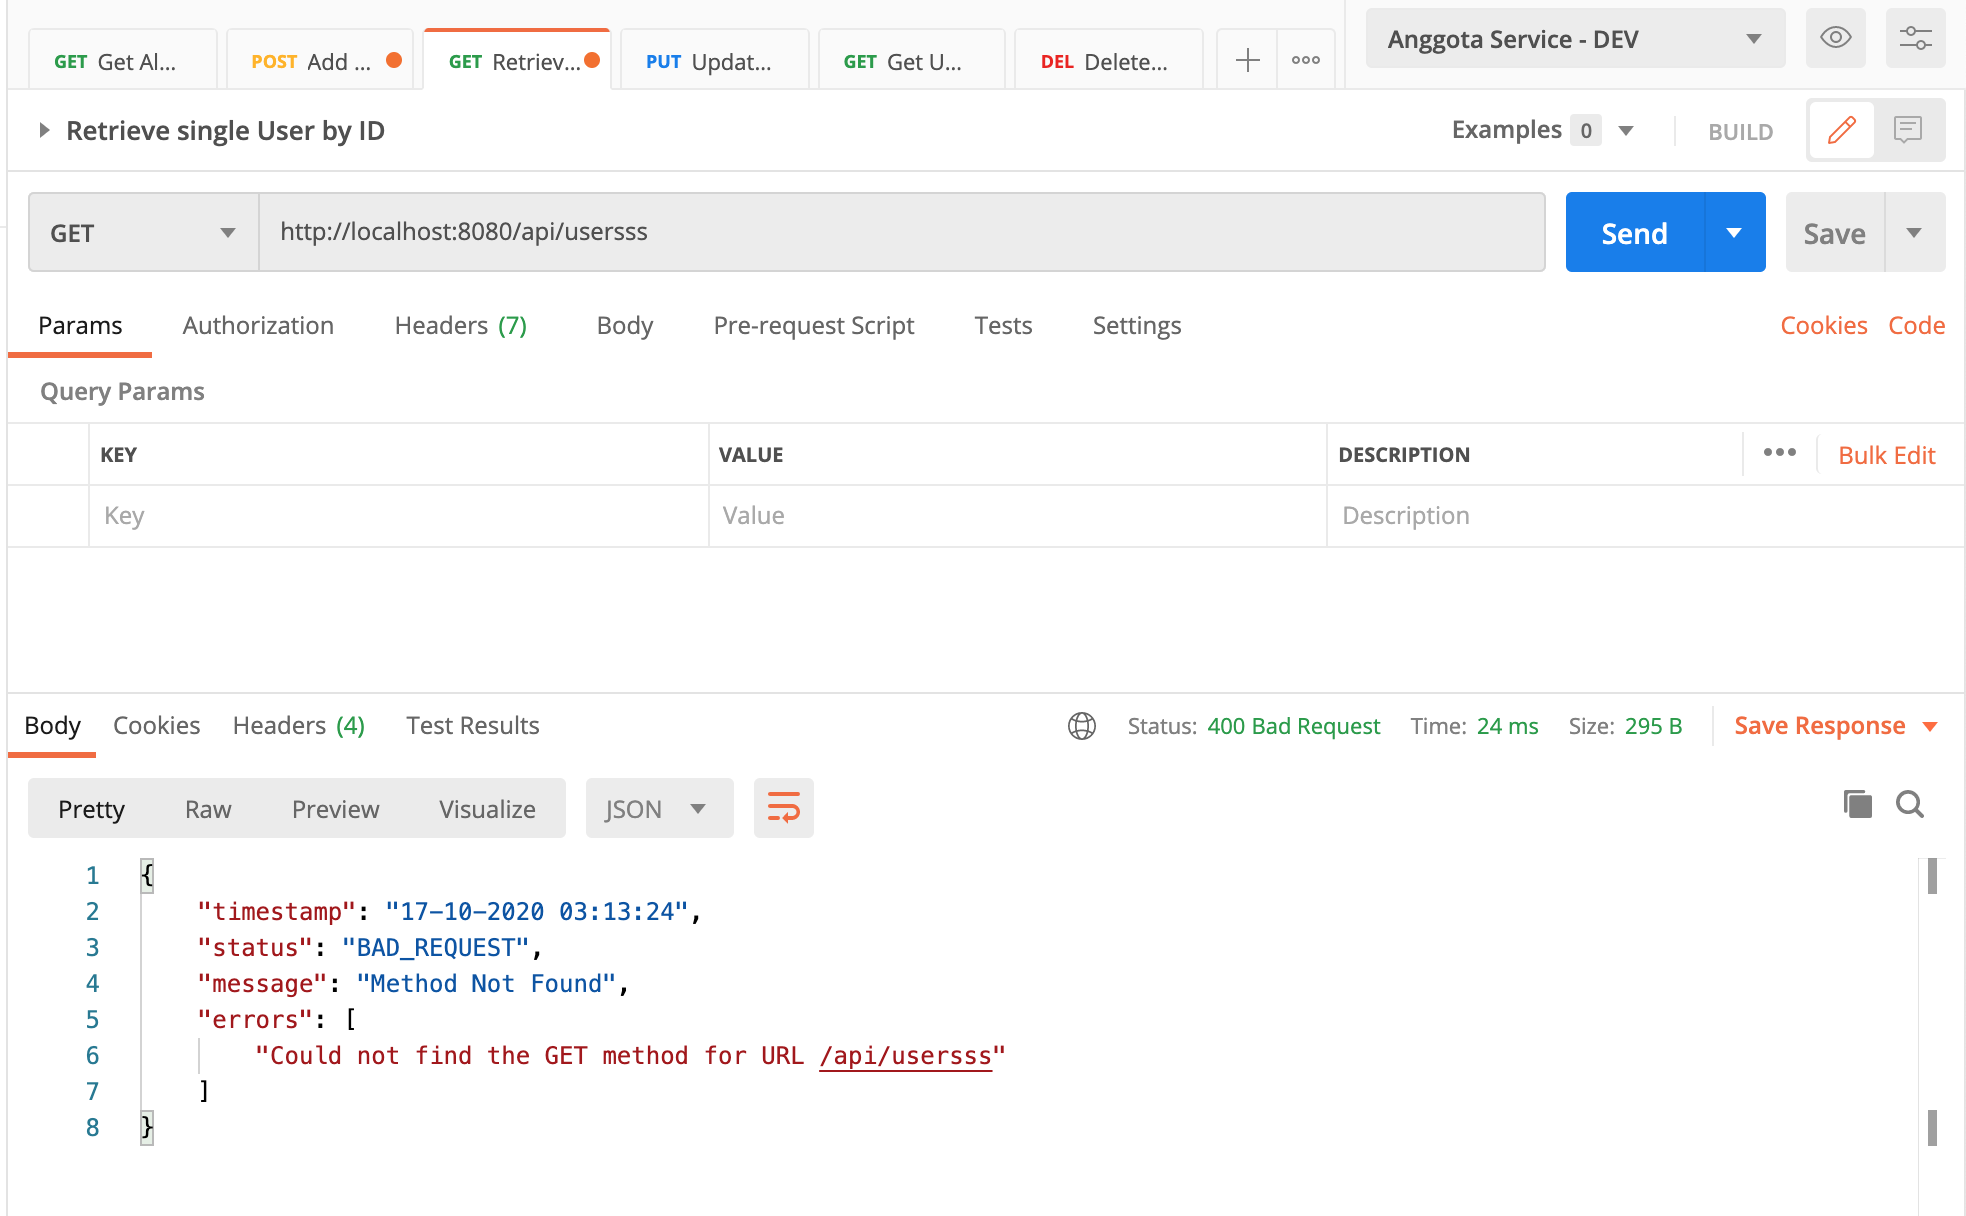 GET Get Al...
POST Add ...
GET Retriev...
PUT Updat...
GET Get U...
DEL Delete...
Anggota Service - DEV
Retrieve single User by ID
Examples 0
BUILD
GET
http://localhost:8080/api/usersss
Send
Save
Params
Authorization
Headers (7)
Body
Pre-request Script
Tests
Settings
Cookies
Code
Query Params
KEY
VALUE
DESCRIPTION
Bulk Edit
Key
Value
Description
Body
Cookies
Headers (4)
Test Results
Status: 400 Bad Request
Time: 24 ms
Size: 295 B
Save Response
Pretty
Raw
Preview
Visualize
JSON
1 {
2 "timestamp": "17-10-2020 03:13:24",
3 "status": "BAD_REQUEST",
4 "message": "Method Not Found",
5 "errors": [
6 "Could not find the GET method for URL /api/usersss"
7 ]
8 }